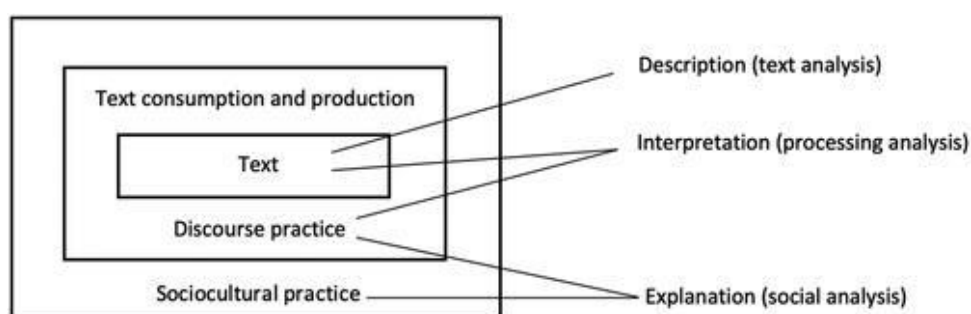 Description (text analysis)
Text consumption and production
Interpretation (processing analysis)
Text
Discourse practice
Sociocultural practice
Explanation (social analysis)